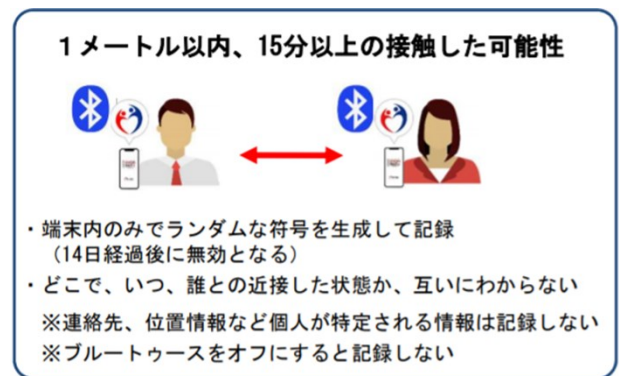 １メートル以内、15分以上の接触した可能性
・端末内のみでランダムな符号を生成して記録
（14日経過後に無効となる）
・どこで、いつ、誰との近接した状態か、互いにわからない
※連絡先、位置情報など個人が特定される情報は記録しない
※ブルートゥースをオフにすると記録しない